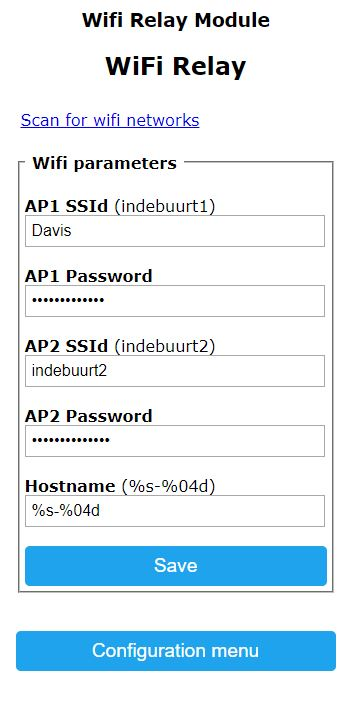 Wifi Relay Module
WiFi Relay
Scan for wifi networks
Wifi parameters
AP1 SSId (indebuurt1)
Davis
AP1 Password
•••••••••••••
AP2 SSId (indebuurt2)
indebuurt2
AP2 Password
••••••••••••••
Hostname (%s-%04d)
%s-%04d
Save
Configuration menu